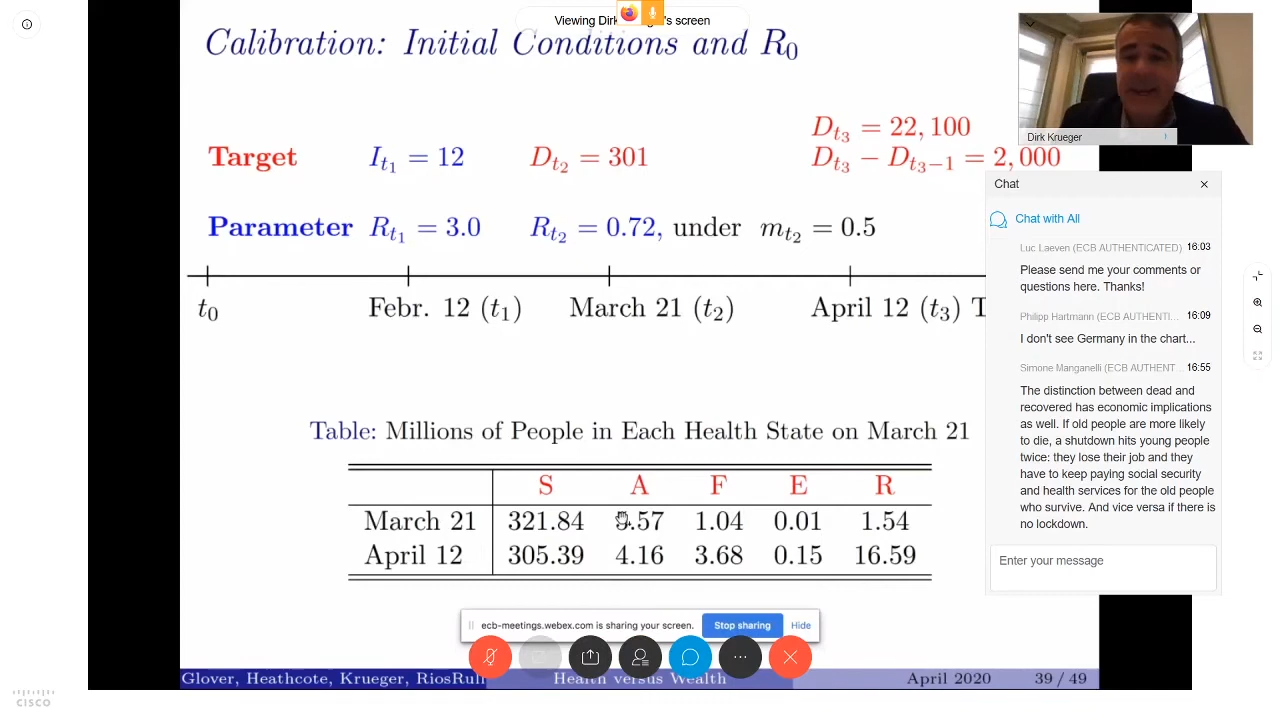 Viewing Dirk 's screen
Calibration: Initial Conditions and R0
Dt3 = 22, 100
Target It1 = 12 Dt2 = 301 Dt3 − Dt3−1 = 2, 000
Parameter Rt1 = 3.0 Rt2 = 0.72, under mt2 = 0.5
t0 Febr. 12 (t1) March 21 (t2) April 12 (t3) T
Table: Millions of People in Each Health State on March 21
S A F E R
March 21 321.84 .57 1.04 0.01 1.54
April 12 305.39 4.16 3.68 0.15 16.59
ecb-meetings.webex.com is sharing your screen. Stop sharing Hide
Glover, Heathcote, Krueger, RiosRull Health versus Wealth April 2020 39 / 49
Dirk Krueger
Chat
Chat with All
Luc Laeven (ECB AUTHENTICATED) 16:03
Please send me your comments or
questions here. Thanks!
Philipp Hartmann (ECB AUTHENTI... 16:09
I don't see Germany in the chart...
Simone Manganelli (ECB AUTHENT... 16:55
The distinction between dead and
recovered has economic implications
as well. If old people are more likely
to die, a shutdown hits young people
twice: they lose their job and they
have to keep paying social security
and health services for the old people
who survive. And vice versa if there is
no lockdown.
Enter your message
CISCO